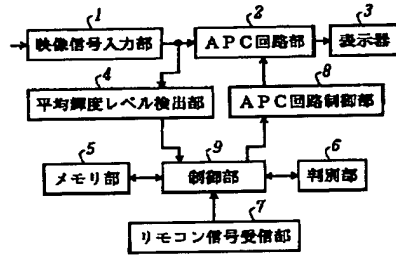 1
映像信号入力部
2
APC回路部
3
表示器
4
平均輝度レベル検出部
8
APC回路制御部
5
メモリ部
9
制御部
6
判別部
7
リモコン信号受信部